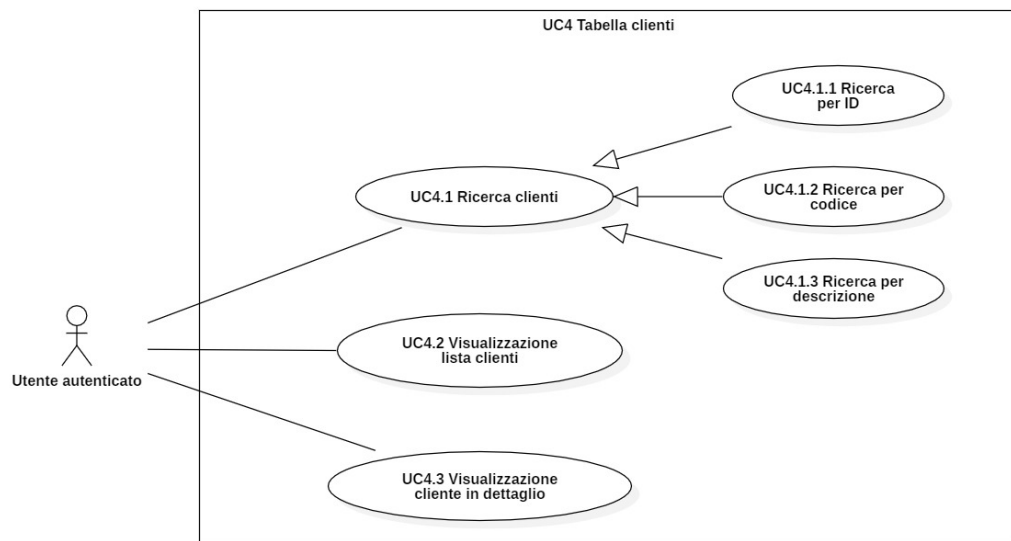 UC4 Tabella clienti
UC4.1.1 Ricerca
per ID
UC4.1 Ricerca clienti
UC4.1.2 Ricerca per
codice
UC4.1.3 Ricerca per
descrizione
UC4.2 Visualizzazione
lista clienti
Utente autenticato
UC4.3 Visualizzazione
cliente in dettaglio